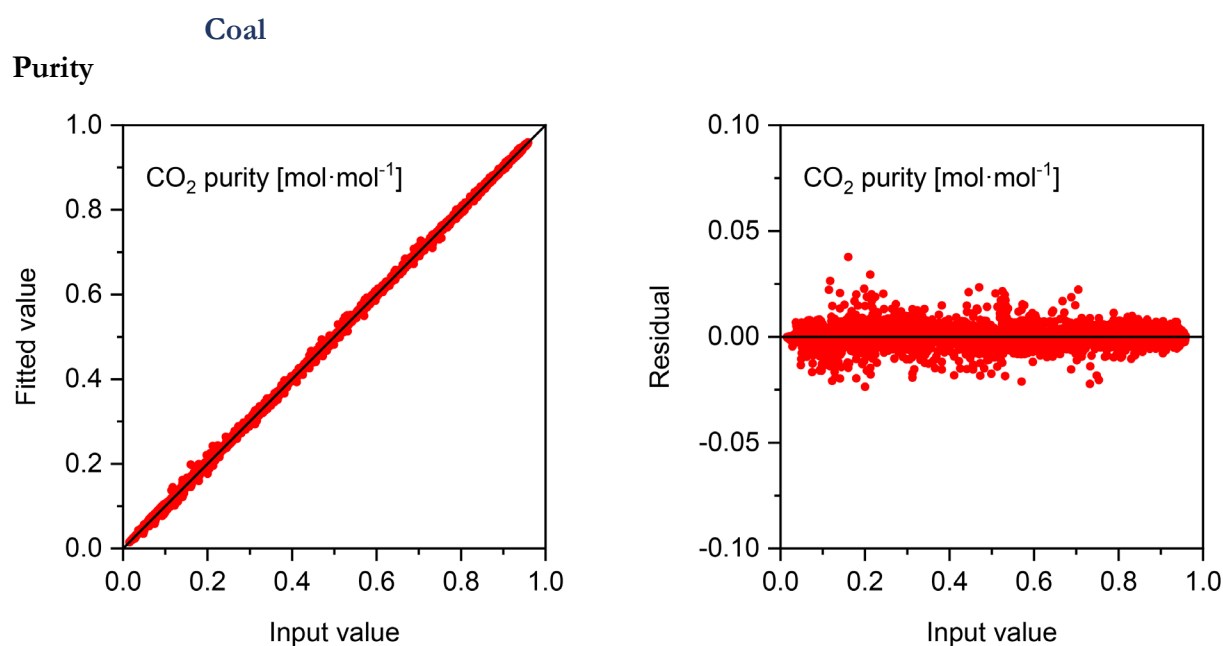 Coal
Purity
1.0
0.8
0.6
0.4
0.2
0.0
Fitted value
CO₂ purity [mol·mol⁻¹]
0.0 0.2 0.4 0.6 0.8 1.0
Input value
0.10
0.05
0.00
-0.05
-0.10
Residual
CO₂ purity [mol·mol⁻¹]
0.0 0.2 0.4 0.6 0.8 1.0
Input value